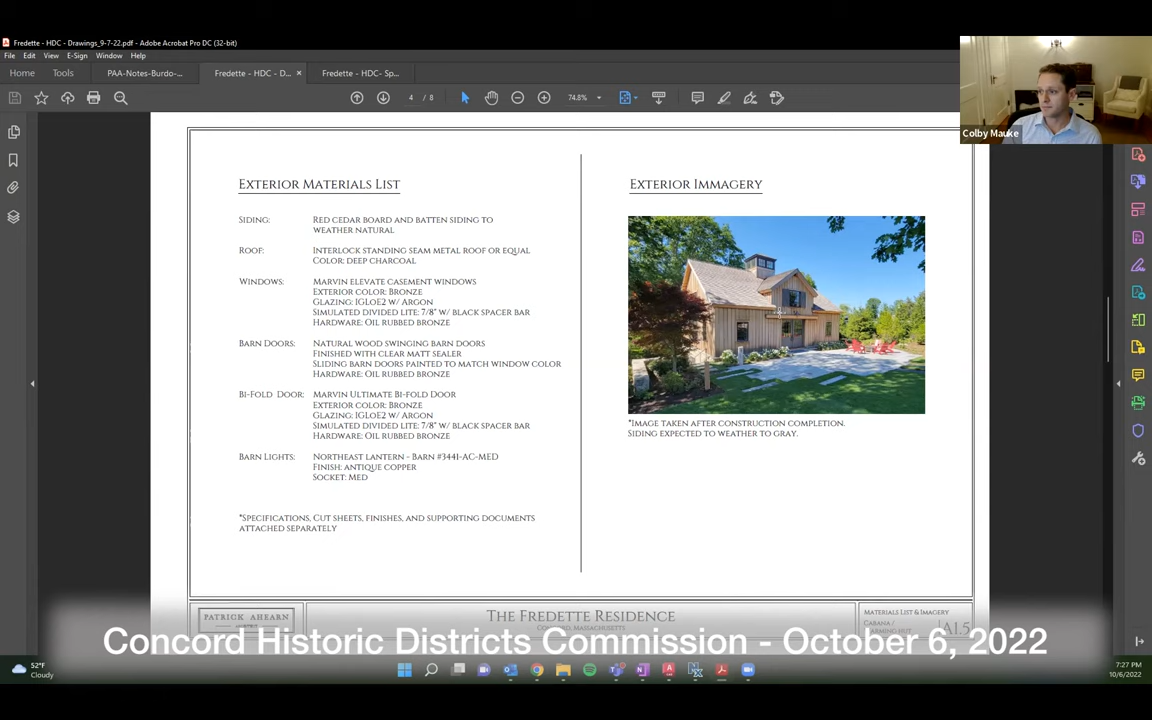 Fredette - HDC - Drawings_9-7-22.pdf - Adobe Acrobat Pro DC (32-bit)
File Edit View E-Sign Window Help
Home Tools PAA-Notes-Burdo-... Fredette - HDC - D... × Fredette - HDC- Sp...
4 / 8 74.8%
Colby Mauke
EXTERIOR MATERIALS LIST
SIDING: RED CEDAR BOARD AND BATTEN SIDING TO
WEATHER NATURAL
ROOF: INTERLOCK STANDING SEAM METAL ROOF OR EQUAL
COLOR: DEEP CHARCOAL
WINDOWS: MARVIN ELEVATE CASEMENT WINDOWS
EXTERIOR COLOR: BRONZE
GLAZING: IGLOE2 W/ ARGON
SIMULATED DIVIDED LITE: 7/8" W/ BLACK SPACER BAR
HARDWARE: OIL RUBBED BRONZE
BARN DOORS: NATURAL WOOD SWINGING BARN DOORS
FINISHED WITH CLEAR MATT SEALER
SLIDING BARN DOORS PAINTED TO MATCH WINDOW COLOR
HARDWARE: OIL RUBBED BRONZE
BI-FOLD DOOR: MARVIN ULTIMATE BI-FOLD DOOR
EXTERIOR COLOR: BRONZE
GLAZING: IGLOE2 W/ ARGON
SIMULATED DIVIDED LITE: 7/8" W/ BLACK SPACER BAR
HARDWARE: OIL RUBBED BRONZE
BARN LIGHTS: NORTHEAST LANTERN - BARN #3441-AC-MED
FINISH: ANTIQUE COPPER
SOCKET: MED
*SPECIFICATIONS, CUT SHEETS, FINISHES, AND SUPPORTING DOCUMENTS
ATTACHED SEPARATELY
EXTERIOR IMMAGERY
*IMAGE TAKEN AFTER CONSTRUCTION COMPLETION.
SIDING EXPECTED TO WEATHER TO GRAY.
PATRICK AHEARN
THE FREDETTE RESIDENCE
MATERIALS LIST & IMAGERY
CABANA /
A1.5
Concord Historic Districts Commission - October 6, 2022
52°F
Cloudy
7:27 PM
10/6/2022